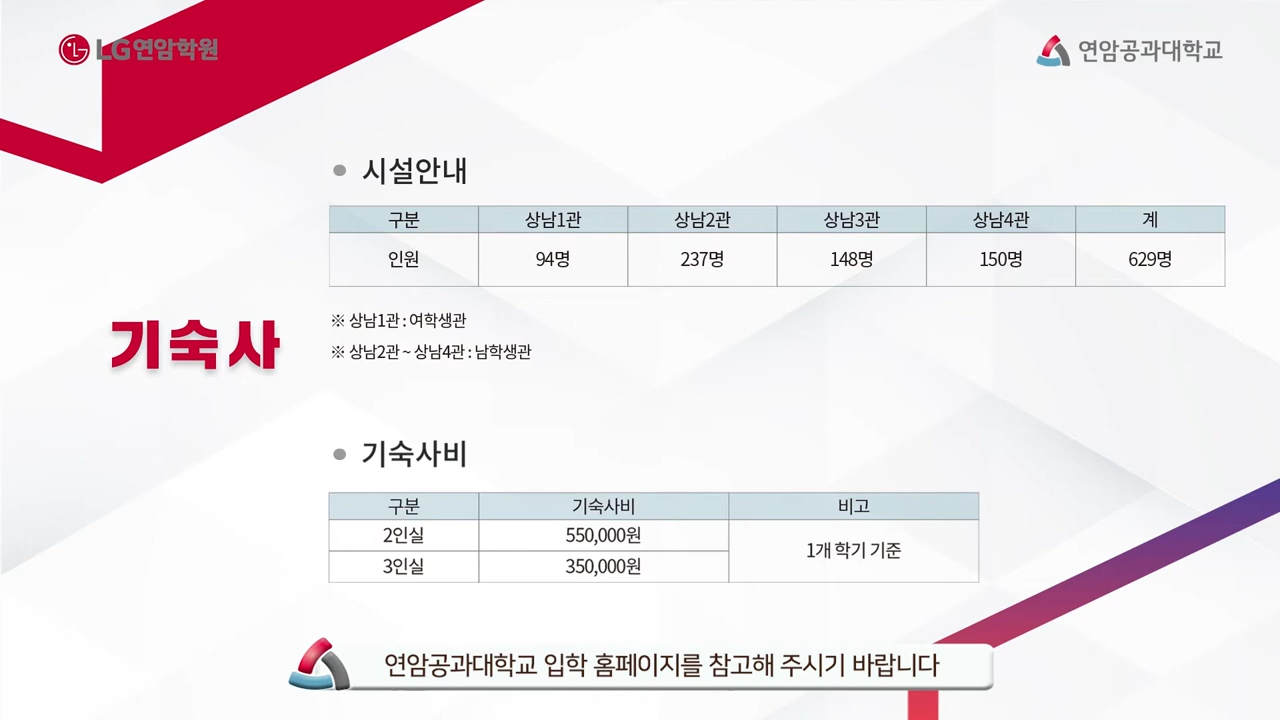 LG연암학원
연암공과대학교
시설안내
구분 상남1관 상남2관 상남3관 상남4관 계
인원 94명 237명 148명 150명 629명
※ 상남1관 : 여학생관
※ 상남2관 ~ 상남4관 : 남학생관
기숙사
기숙사비
구분 기숙사비 비고
2인실 550,000원 1개 학기 기준
3인실 350,000원
연암공과대학교 입학 홈페이지를 참고해 주시기 바랍니다